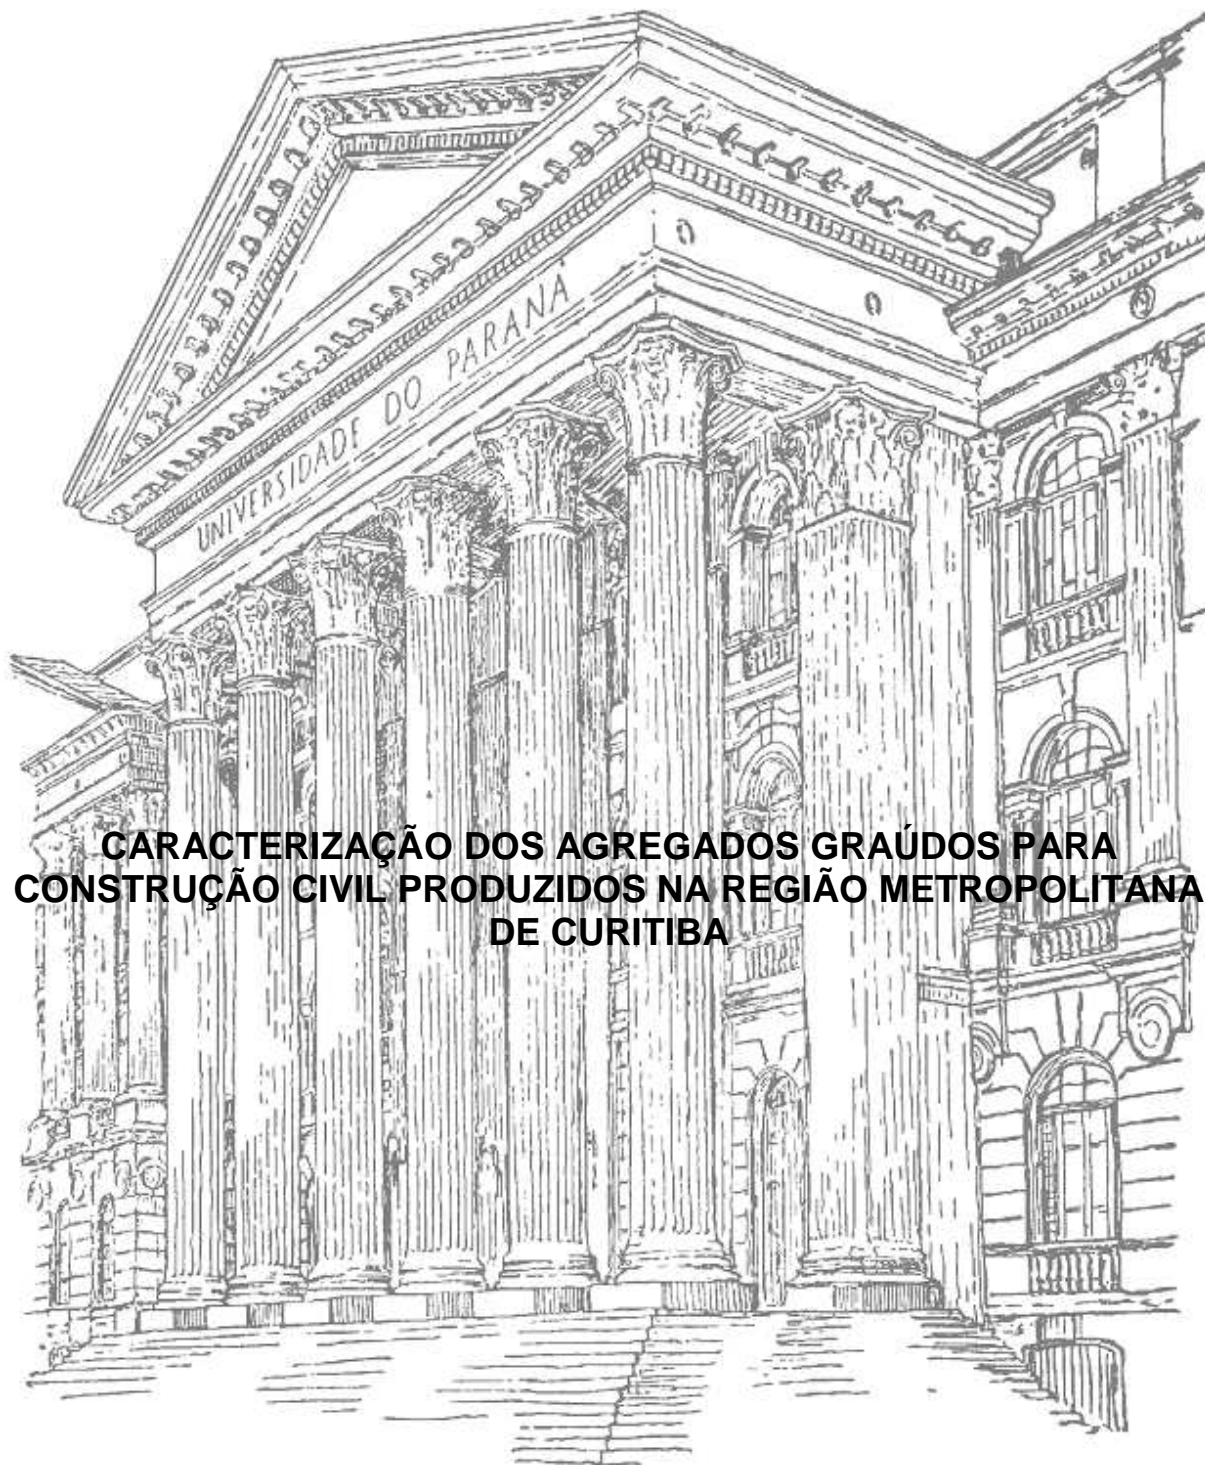 UNIVERSIDADE DO PARANÁ
CARACTERIZAÇÃO DOS AGREGADOS GRAÚDOS PARA
CONSTRUÇÃO CIVIL PRODUZIDOS NA REGIÃO METROPOLITANA
DE CURITIBA